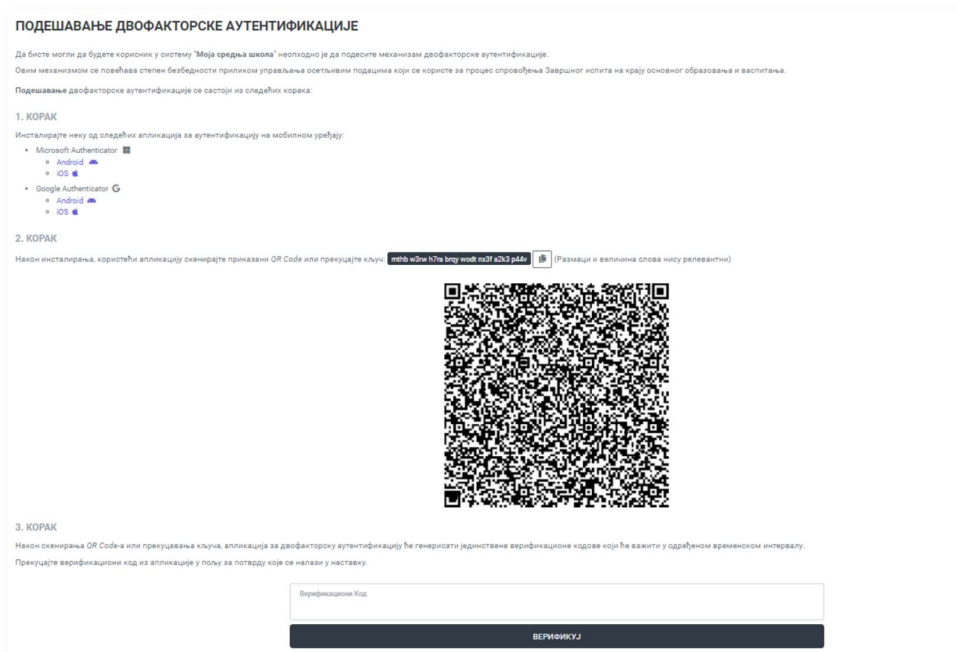 ПОДЕШАВАЊЕ ДВОФАКТОРСКЕ АУТЕНТИФИКАЦИЈЕ
Да бисте могли да будете корисник у систему "Моја средња школа" неопходно је да подесите механизам двофакторске аутентификације.
Овим механизмом се повећава степен безбедности приликом управљања осетљивим подацима који се користе за процес спровођења Завршног испита на крају основног образовања и васпитања.
Подешавање двофакторске аутентификације се састоји из следећих корака:
1. КОРАК
Инсталирајте неку од следећих апликација за аутентификацију на мобилном уређају:
• Microsoft Authenticator
Android
iOS
• Google Authenticator G
Android
iOS
2. КОРАК
Након инсталирања, користећи апликацију скенирајте приказани QR Code или прекуцајте кључ: mthb w3rw h7ra brqy wodt nx3f a2k3 p44v (Размаци и величина слова нису релевантни)
3. КОРАК
Након скенирања QR Code-а или прекуцавања кључа, апликација за двофакторску аутентификацију ће генерисати јединствене верификационе кодове који ће важити у одређеном временском интервалу.
Прекуцајте верификациони код из апликације у пољу за потврду које се налази у наставку.
Верификациони Код
ВЕРИФИКУЈ